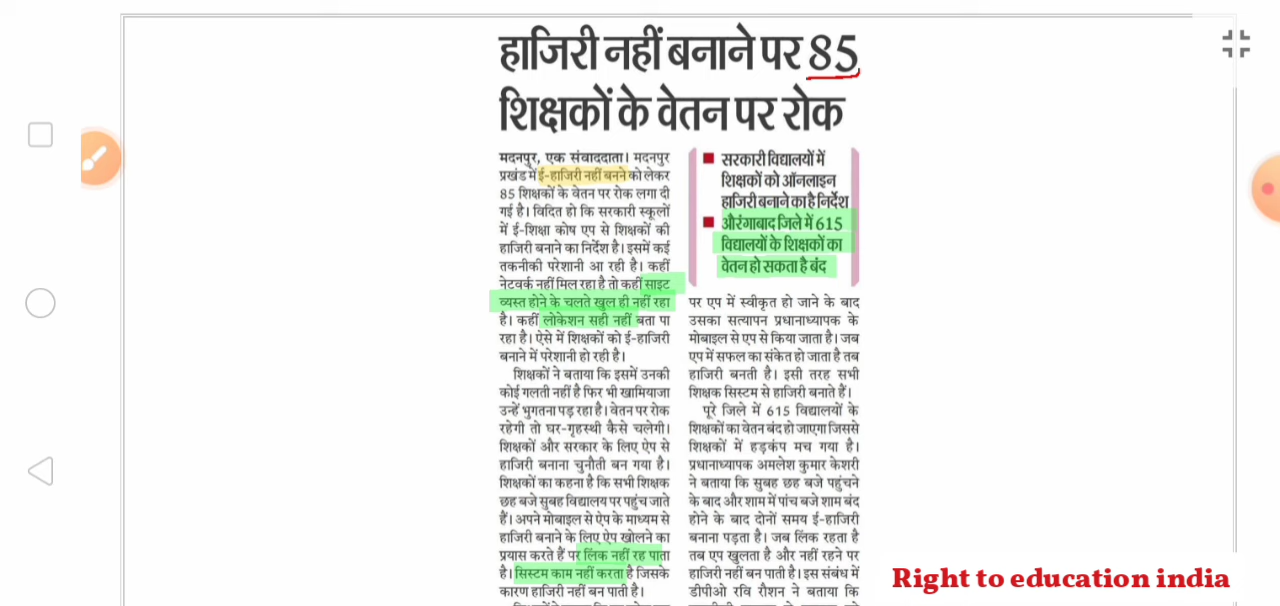 हाजिरी नहीं बनाने पर 85
शिक्षकों के वेतन पर रोक
मदनपुर, एक संवाददाता। मदनपुर
प्रखंड में ई-हाजिरी नहीं बनने को लेकर
85 शिक्षकों के वेतन पर रोक लगा दी
गई है। विदित हो कि सरकारी स्कूलों
में ई-शिक्षा कोष एप से शिक्षकों की
हाजिरी बनाने का निर्देश है। इसमें कई
तकनीकी परेशानी आ रही है। कहीं
नेटवर्क नहीं मिल रहा है तो कहीं साइट
व्यस्त होने के चलते खुल ही नहीं रहा
है। कहीं लोकेशन सही नहीं बता पा
रहा है। ऐसे में शिक्षकों को ई-हाजिरी
बनाने में परेशानी हो रही है।
शिक्षकों ने बताया कि इसमें उनकी
कोई गलती नहीं है फिर भी खामियाजा
उन्हें भुगतना पड़ रहा है। वेतन पर रोक
रहेगी तो घर-गृहस्थी कैसे चलेगी।
शिक्षकों और सरकार के लिए ऐप से
हाजिरी बनाना चुनौती बन गया है।
शिक्षकों का कहना है कि सभी शिक्षक
छह बजे सुबह विद्यालय पर पहुंच जाते
हैं। अपने मोबाइल से ऐप के माध्यम से
हाजिरी बनाने के लिए ऐप खोलने का
प्रयास करते हैं पर लिंक नहीं रह पाता
है। सिस्टम काम नहीं करता है जिसके
कारण हाजिरी नहीं बन पाती है।
सरकारी विद्यालयों में
शिक्षकों को ऑनलाइन
हाजिरी बनाने का है निर्देश
औरंगाबाद जिले में 615
विद्यालयों के शिक्षकों का
वेतन हो सकता है बंद
पर एप में स्वीकृत हो जाने के बाद
उसका सत्यापन प्रधानाध्यापक के
मोबाइल से एप से किया जाता है। जब
एप में सफल का संकेत हो जाता है तब
हाजिरी बनती है। इसी तरह सभी
शिक्षक सिस्टम से हाजिरी बनाते हैं।
पूरे जिले में 615 विद्यालयों के
शिक्षकों का वेतन बंद हो जाएगा जिससे
शिक्षकों में हड़कंप मच गया है।
प्रधानाध्यापक अमलेश कुमार केशरी
ने बताया कि सुबह छह बजे पहुंचने
के बाद और शाम में पांच बजे शाम बंद
होने के बाद दोनों समय ई-हाजिरी
बनाना पड़ता है। जब लिंक रहता है
तब एप खुलता है और नहीं रहने पर
हाजिरी नहीं बन पाती है। इस संबंध में
डीपीओ रवि रौशन ने बताया कि
Right to education india